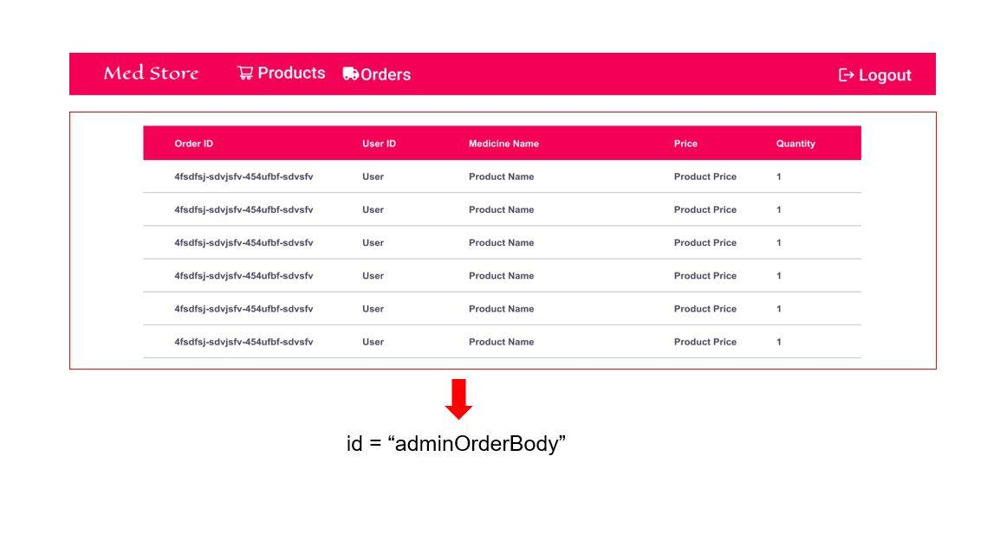 Med Store Products Orders Logout
Order ID User ID Medicine Name Price Quantity
4fsdfsj-sdvjsfv-454ufbf-sdvsfv User Product Name Product Price 1
4fsdfsj-sdvjsfv-454ufbf-sdvsfv User Product Name Product Price 1
4fsdfsj-sdvjsfv-454ufbf-sdvsfv User Product Name Product Price 1
4fsdfsj-sdvjsfv-454ufbf-sdvsfv User Product Name Product Price 1
4fsdfsj-sdvjsfv-454ufbf-sdvsfv User Product Name Product Price 1
4fsdfsj-sdvjsfv-454ufbf-sdvsfv User Product Name Product Price 1
id = “adminOrderBody”